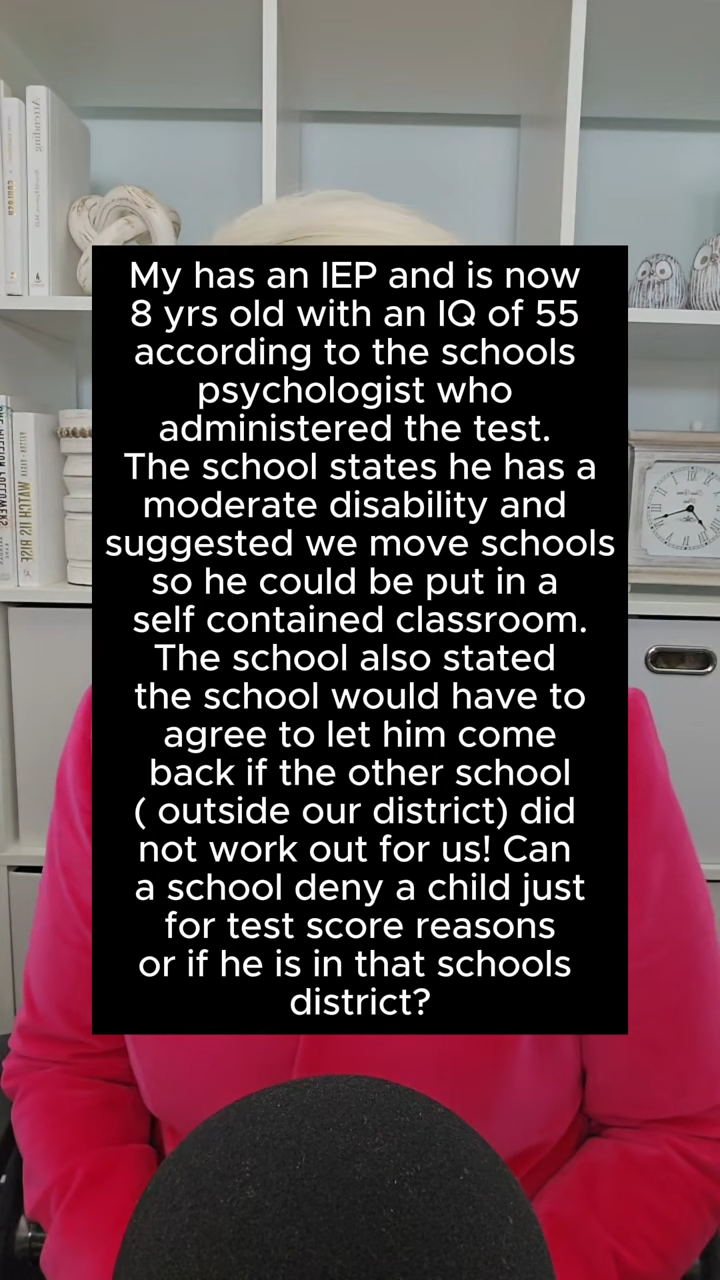 My has an IEP and is now
8 yrs old with an IQ of 55
according to the schools
psychologist who
administered the test.
The school states he has a
moderate disability and
suggested we move schools
so he could be put in a
self contained classroom.
The school also stated
the school would have to
agree to let him come
back if the other school
( outside our district) did
not work out for us! Can
a school deny a child just
for test score reasons
or if he is in that schools
district?